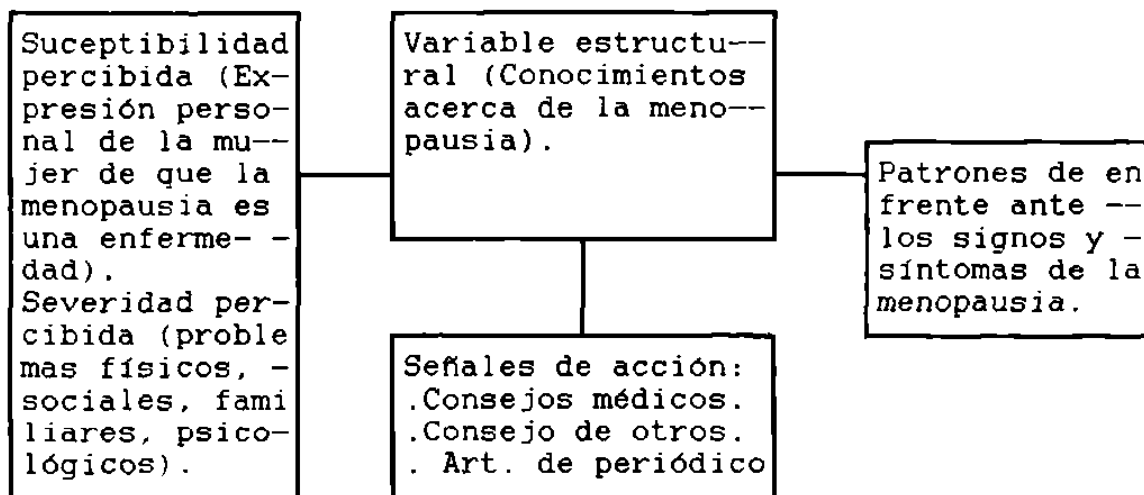 Suceptibilidad
percibida (Ex-
presión perso-
nal de la mu--
jer de que la
menopausia es
una enferme- -
dad).
Severidad per-
cibida (proble
mas físicos, -
sociales, fami
liares, psico-
lógicos).
Variable estructu--
ral (Conocimientos
acerca de la meno--
pausia).
Señales de acción:
.Consejos médicos.
.Consejo de otros.
. Art. de periódico
Patrones de en
frente ante --
los signos y -
síntomas de la
menopausia.